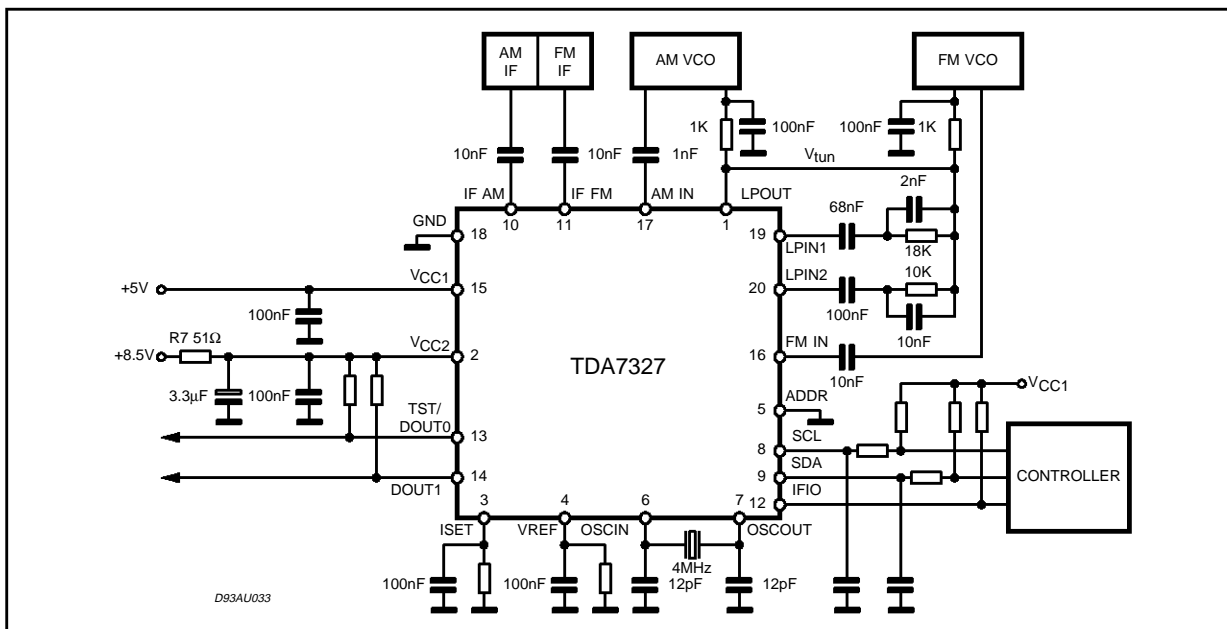 AM IF
FM IF
AM VCO
FM VCO
1K
100nF
100nF
1K
10nF
10nF
1nF
Vtun
2nF
IF AM
IF FM
AM IN
LPOUT
68nF
GND
18
10
11
17
1
19
LPIN1
18K
+5V
VCC1
15
20
LPIN2
10K
100nF
100nF
10nF
R7 51Ω
+8.5V
VCC2
2
TDA7327
16
FM IN
10nF
3.3µF
100nF
TST/
DOUT0
13
5
ADDR
VCC1
8
SCL
14
DOUT1
9
SDA
CONTROLLER
12
IFIO
3
4
6
7
ISET
VREF
OSCIN
OSCOUT
4MHz
100nF
100nF
12pF
12pF
D93AU033